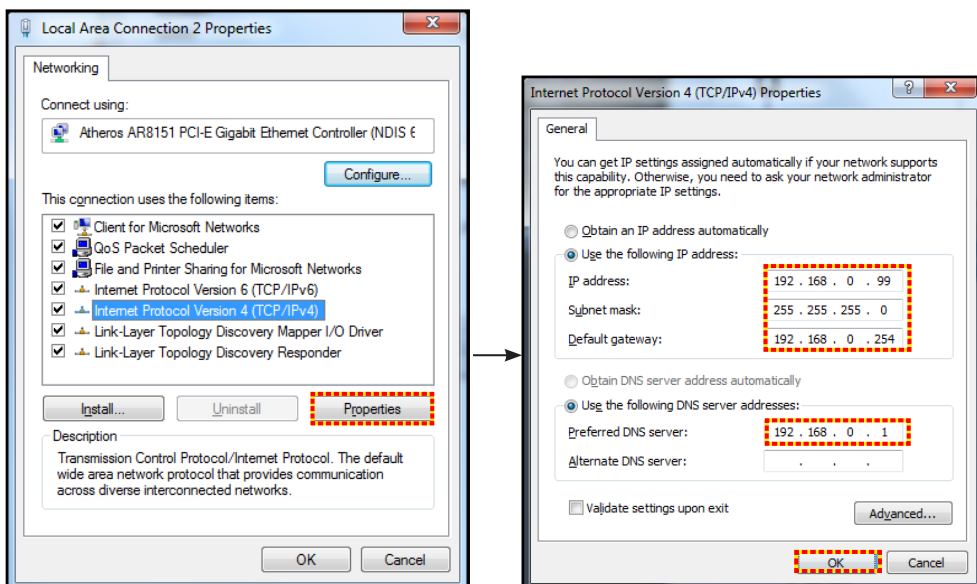 Local Area Connection 2 Properties
Networking
Connect using:
Atheros AR8151 PCI-E Gigabit Ethernet Controller (NDIS 6
Configure...
This connection uses the following items:
Client for Microsoft Networks
QoS Packet Scheduler
File and Printer Sharing for Microsoft Networks
Internet Protocol Version 6 (TCP/IPv6)
Internet Protocol Version 4 (TCP/IPv4)
Link-Layer Topology Discovery Mapper I/O Driver
Link-Layer Topology Discovery Responder
Install...
Uninstall
Properties
Description
Transmission Control Protocol/Internet Protocol. The default
wide area network protocol that provides communication
across diverse interconnected networks.
OK
Cancel
Internet Protocol Version 4 (TCP/IPv4) Properties
General
You can get IP settings assigned automatically if your network supports
this capability. Otherwise, you need to ask your network administrator
for the appropriate IP settings.
Obtain an IP address automatically
Use the following IP address:
IP address: 192 . 168 . 0 . 99
Subnet mask: 255 . 255 . 255 . 0
Default gateway: 192 . 168 . 0 . 254
Obtain DNS server address automatically
Use the following DNS server addresses:
Preferred DNS server: 192 . 168 . 0 . 1
Alternate DNS server: . . .
Validate settings upon exit
Advanced...
OK
Cancel